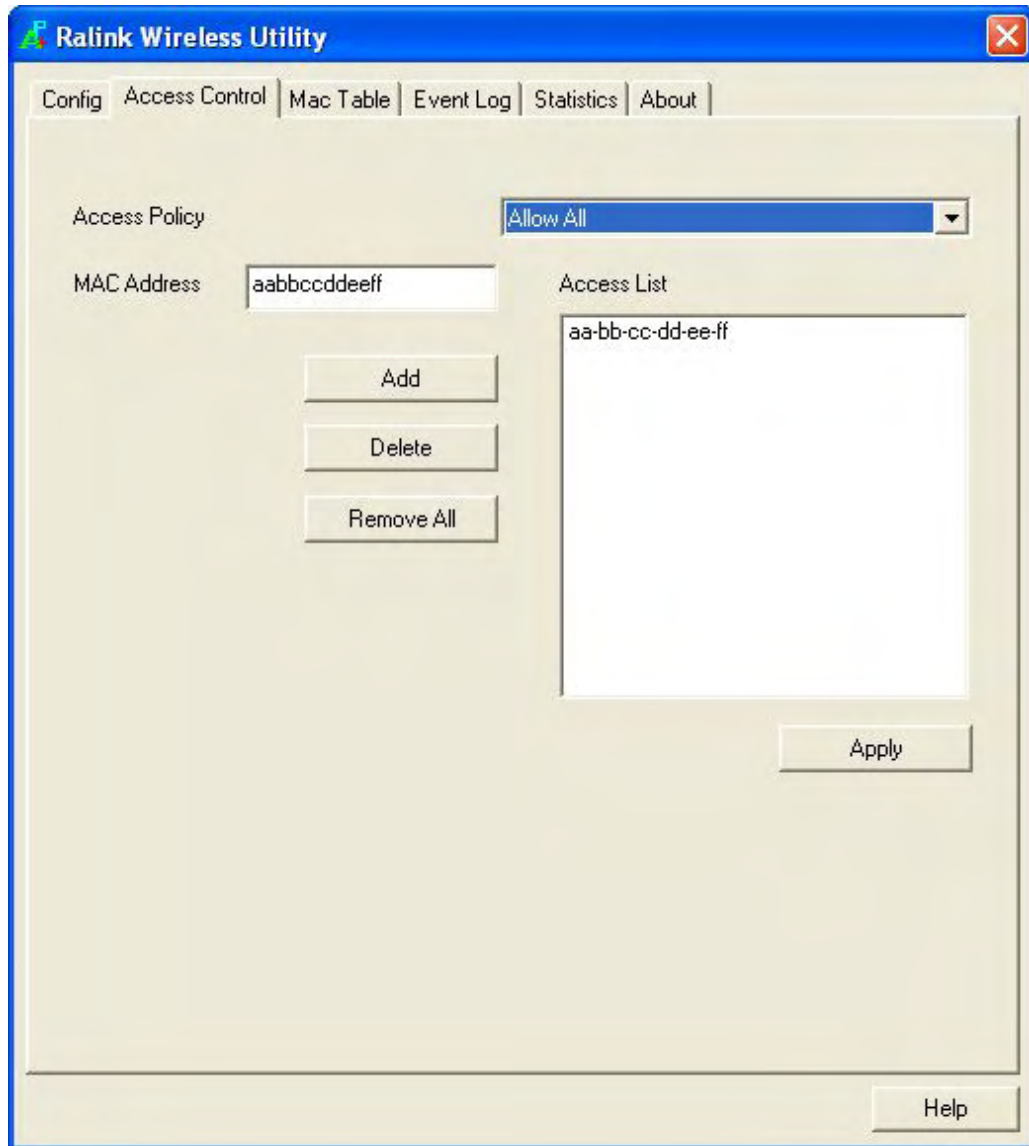 Ralink Wireless Utility
Config Access Control Mac Table Event Log Statistics About
Access Policy Allow All
MAC Address aabbccddeeff Access List
aa-bb-cc-dd-ee-ff
Add
Delete
Remove All
Apply
Help